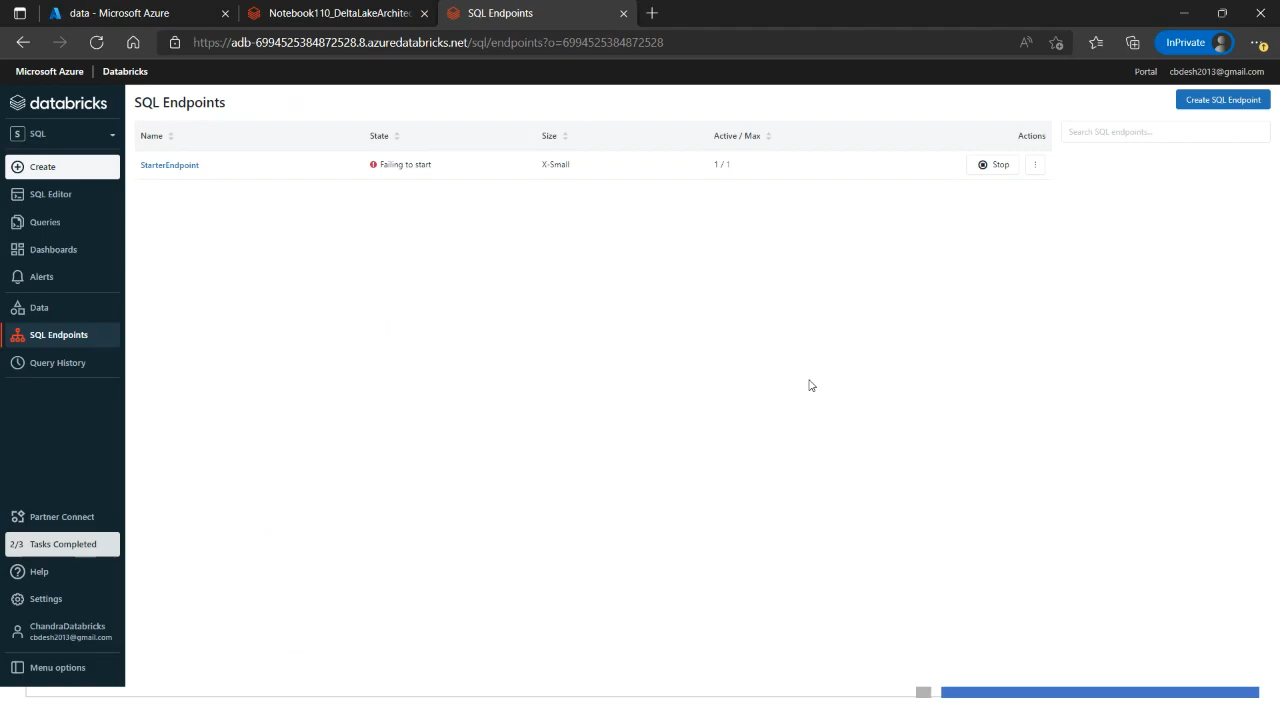 data - Microsoft Azure
Notebook110_DeltaLakeArchitec
SQL Endpoints
https://adb-6994525384872528.8.azuredatabricks.net/sql/endpoints?o=6994525384872528
InPrivate
Microsoft Azure | Databricks
Portal cbdesh2013@gmail.com
databricks
S SQL
Create
SQL Editor
Queries
Dashboards
Alerts
Data
SQL Endpoints
Query History
Partner Connect
2/3 Tasks Completed
Help
Settings
ChandraDatabricks
cbdesh2013@gmail.com
Menu options
SQL Endpoints
Create SQL Endpoint
Name State Size Active / Max Actions
Search SQL endpoints...
StarterEndpoint Failing to start X-Small 1 / 1 Stop